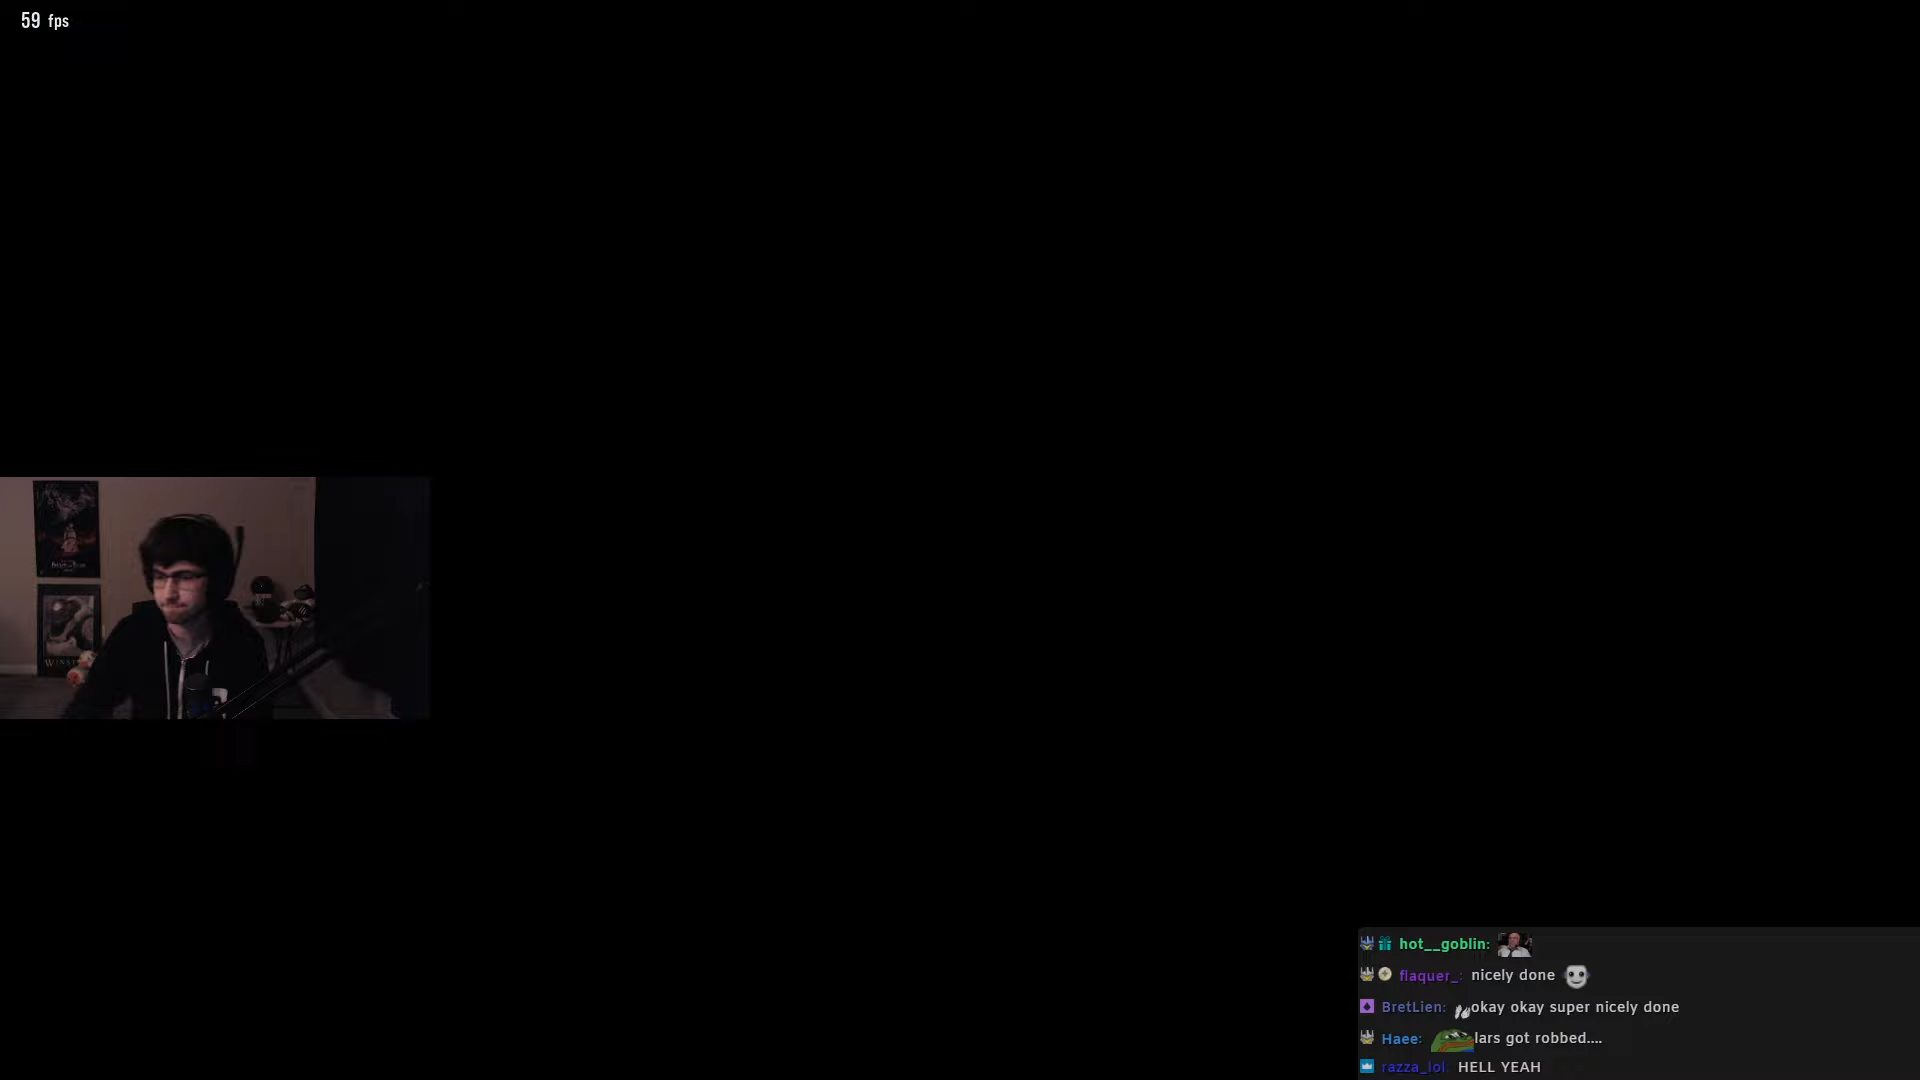 59 fps
WINST
hot__goblin:
flaquer_: nicely done
BretLien: okay okay super nicely done
Haee: lars got robbed....
razza_lol: HELL YEAH